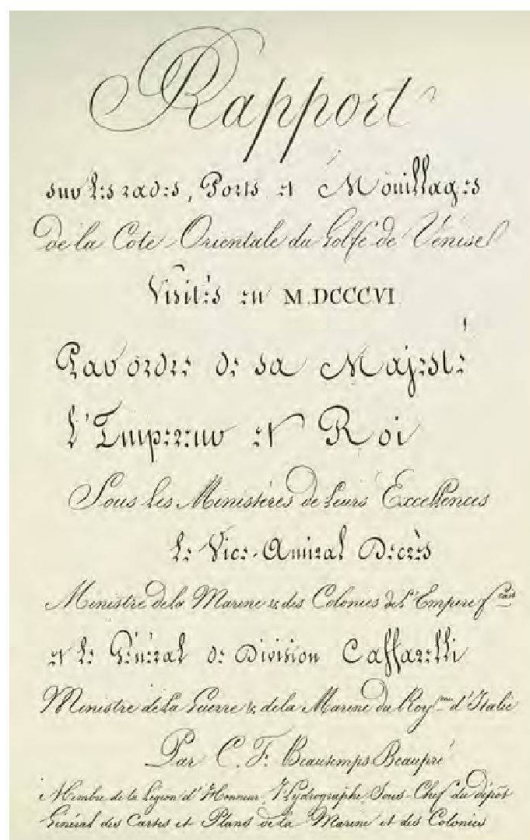 Rapport
sur les rades, Ports et Mouillages
de la Cote Orientale du Golfe de Venise
Visités en M.DCCCVI
Par ordre de sa Majesté
l'Empereur et Roi
Sous les Ministéres de leurs Excellences
le Vice-Amiral Decrès
Ministre de la Marine & des Colonies de l'Empire f.cais
et le Général de Division Caffarelli
Ministre de la Guerre & de la Marine du Roy.me d'Italie
Par C. F. Beautemps Beaupré
Membre de la Légion d'Honneur, Hydrographe Sous-Chef du dépôt
Général des Cartes et Plans de la Marine et des Colonies